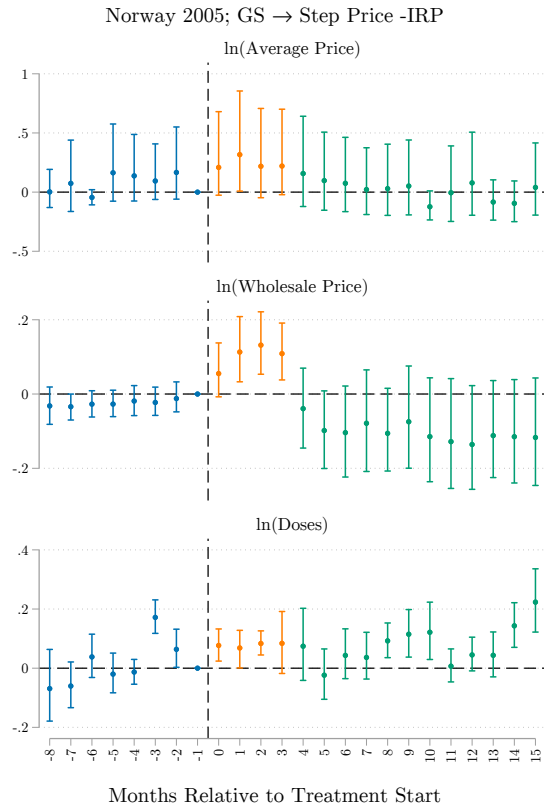 Norway 2005; GS → Step Price -IRP
ln(Average Price)
1
.5
0
-.5
ln(Wholesale Price)
.2
0
-.2
ln(Doses)
.4
.2
0
-.2
-8 -7 -6 -5 -4 -3 -2 -1 0 1 2 3 4 5 6 7 8 9 10 11 12 13 14 15
Months Relative to Treatment Start